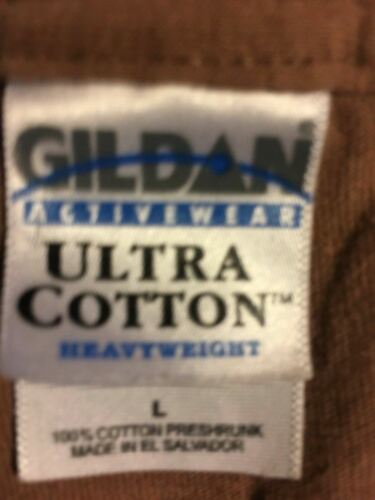 GILDAN
ACTIVEWEAR
ULTRA
COTTON™
HEAVYWEIGHT
L
100% COTTON PRESHRUNK
MADE IN EL SALVADOR